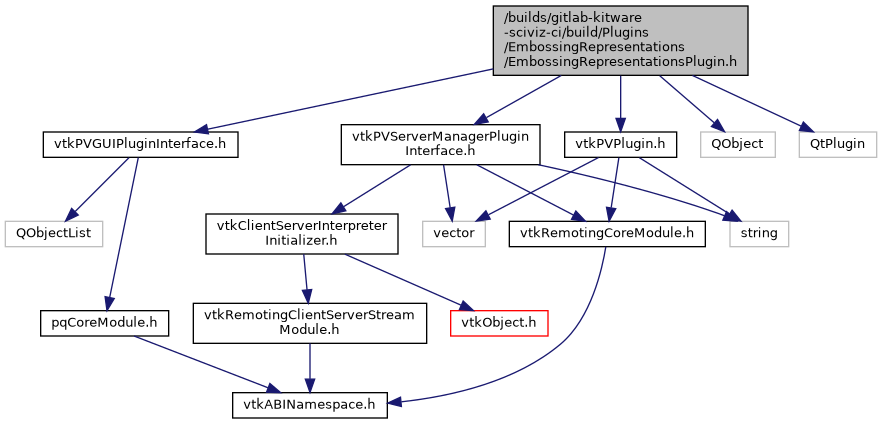 /builds/gitlab-kitware
-sciviz-ci/build/Plugins
/EmbossingRepresentations
/EmbossingRepresentationsPlugin.h
vtkPVGUIPluginInterface.h
vtkPVServerManagerPlugin
Interface.h
vtkPVPlugin.h
QObject
QtPlugin
QObjectList
vtkClientServerInterpreter
Initializer.h
vector
vtkRemotingCoreModule.h
string
pqCoreModule.h
vtkRemotingClientServerStream
Module.h
vtkObject.h
vtkABINamespace.h